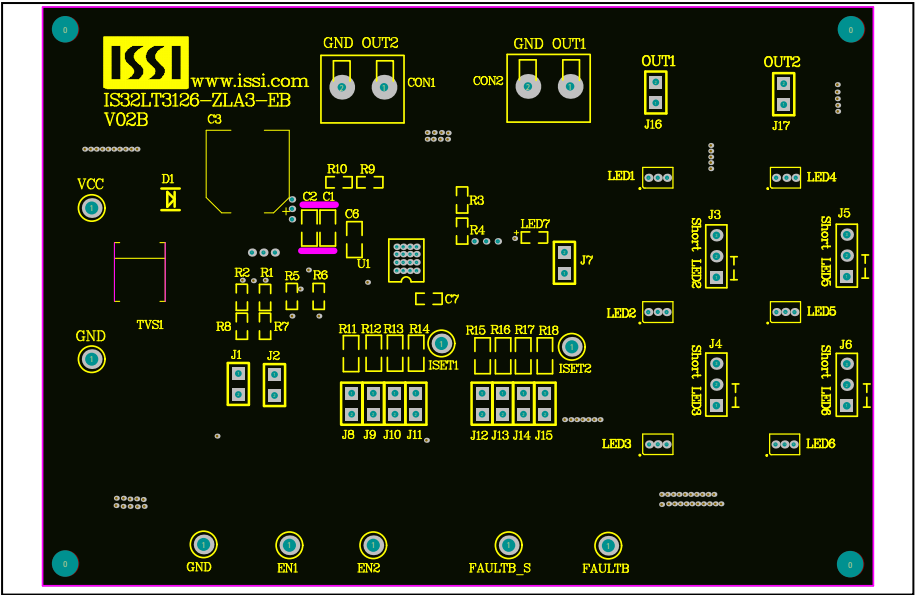 GND OUT2
GND OUT1
ISSI
www.issi.com
CON1
CON2
OUT1
OUT2
IS32LT3126-ZLA3-EB
V02B
C3
J16
J17
R10
R9
D1
VCC
LED1
LED4
C2
C1
R3
C6
R4
LED7
J3
J5
Short LED2
Short LED5
U1
J7
R2
R1
R5
R6
C7
TVS1
R8
R7
LED2
LED5
GND
R11
R12
R13
R14
R15
R16
R17
R18
J1
J2
ISET1
ISET2
J4
J6
Short LED3
Short LED6
J8
J9
J10
J11
J12
J13
J14
J15
LED3
LED6
GND
EN1
EN2
FAULTB_S
FAULTB